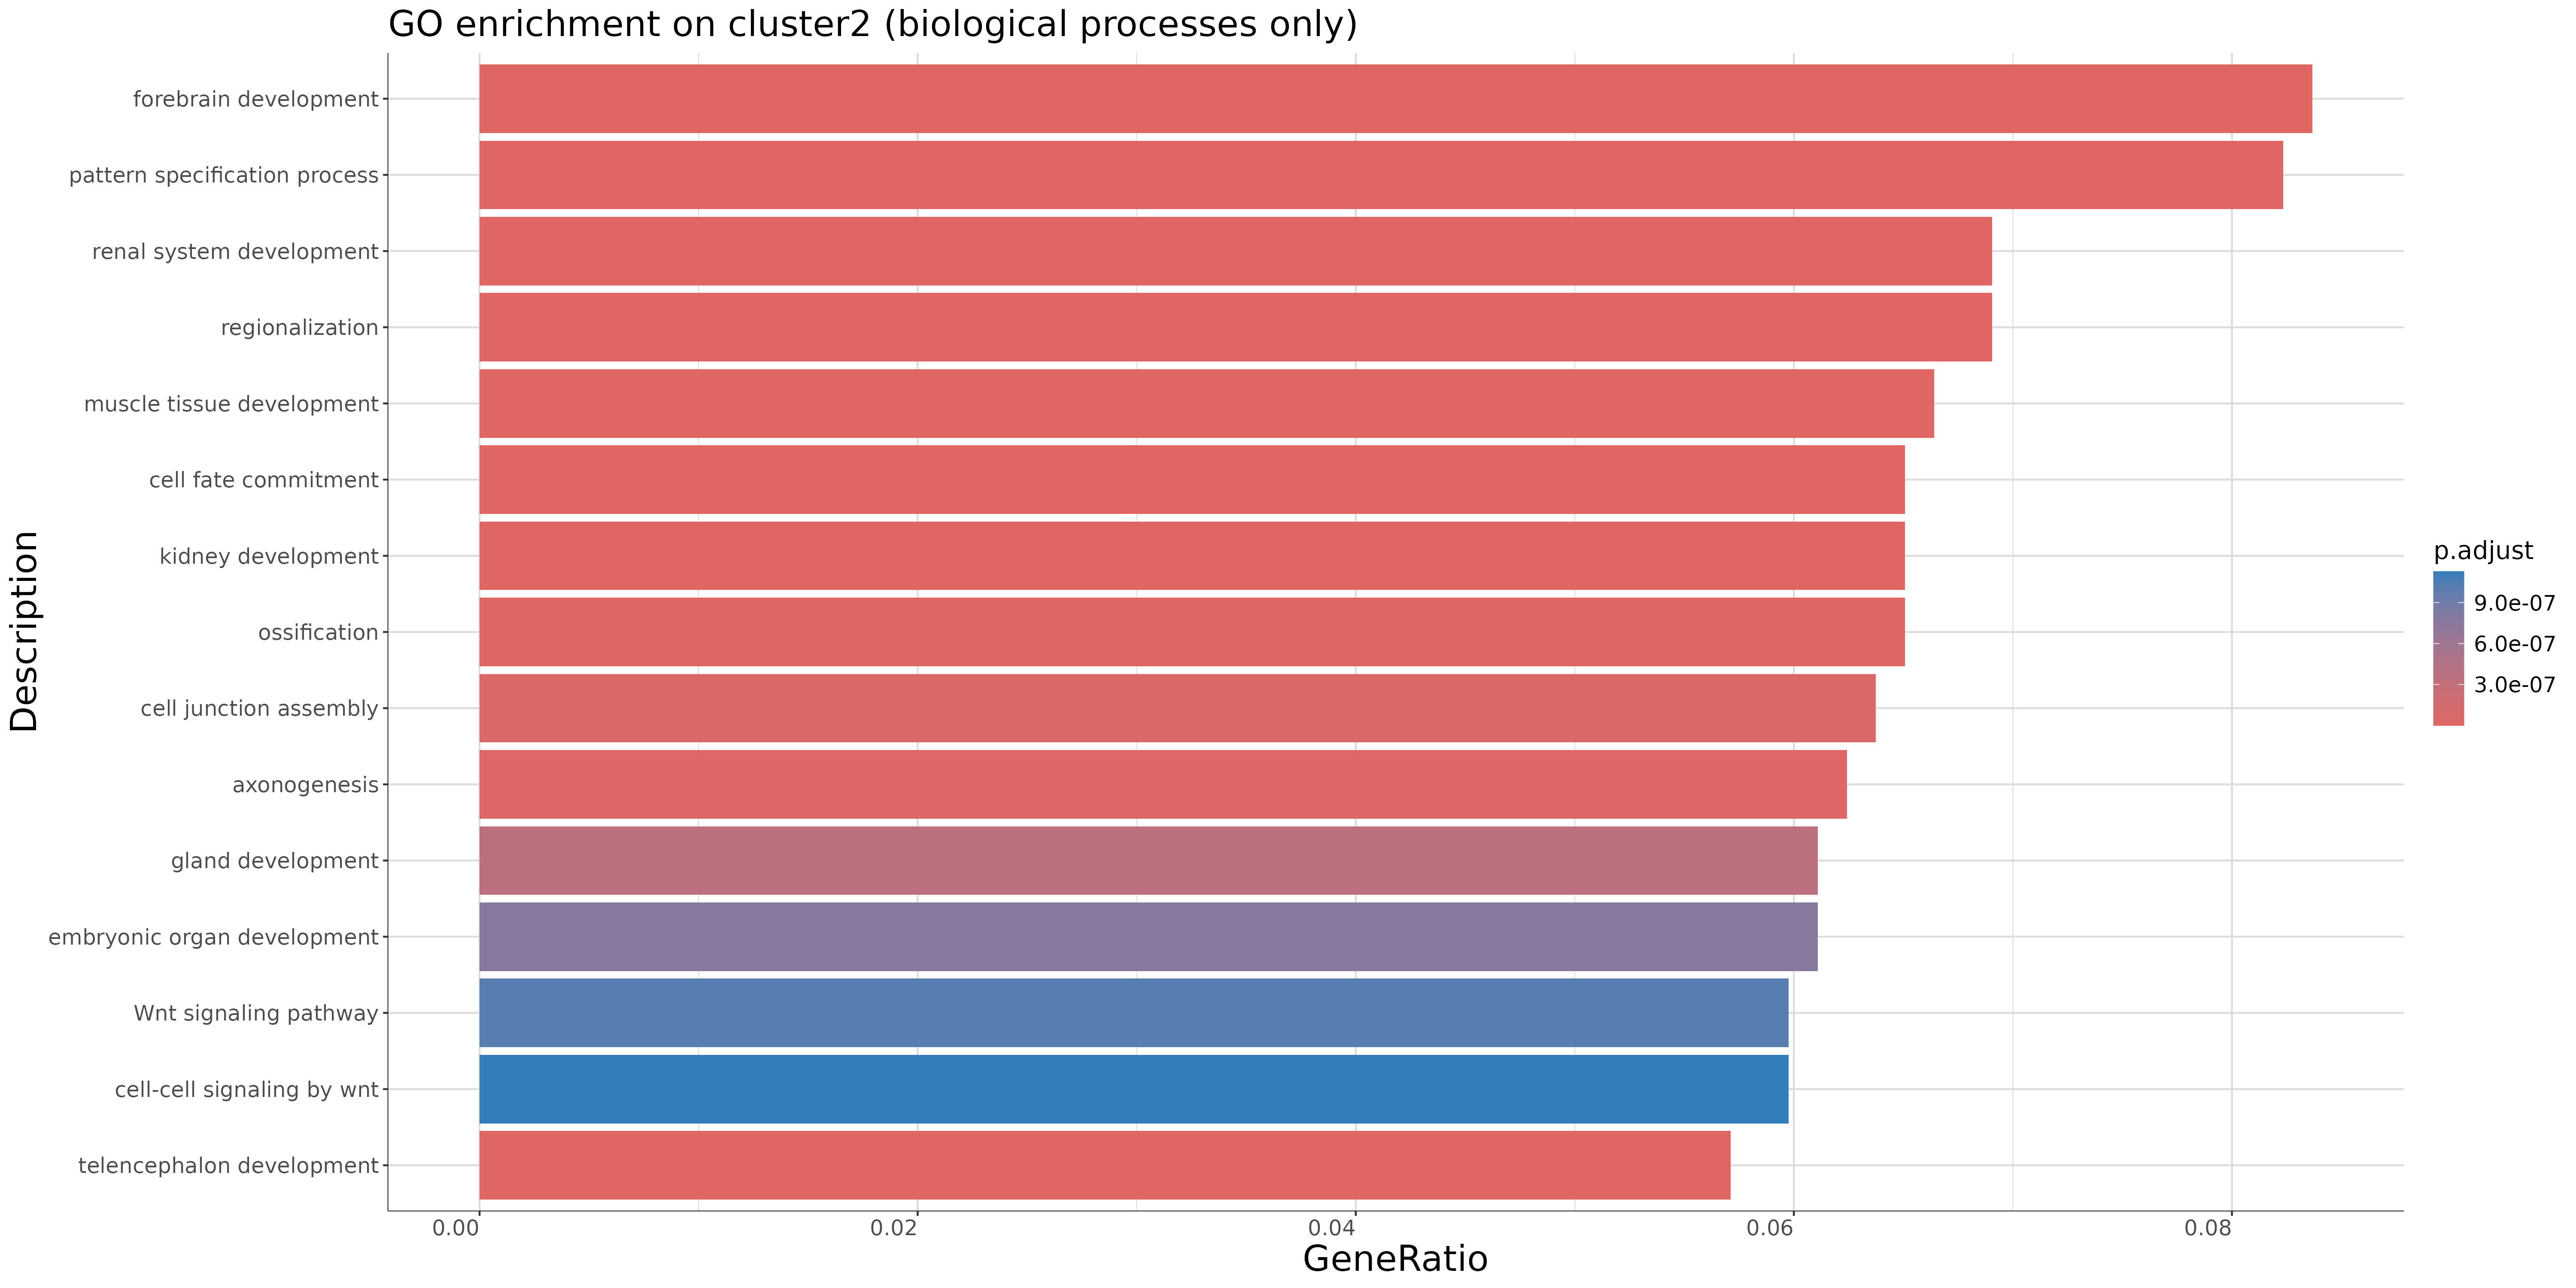 GO enrichment on cluster2 (biological processes only)
Description
forebrain development
pattern specification process
renal system development
regionalization
muscle tissue development
cell fate commitment
kidney development
ossification
cell junction assembly
axonogenesis
gland development
embryonic organ development
Wnt signaling pathway
cell-cell signaling by wnt
telencephalon development
0.00 0.02 0.04 0.06 0.08
GeneRatio
p.adjust
9.0e-07
6.0e-07
3.0e-07